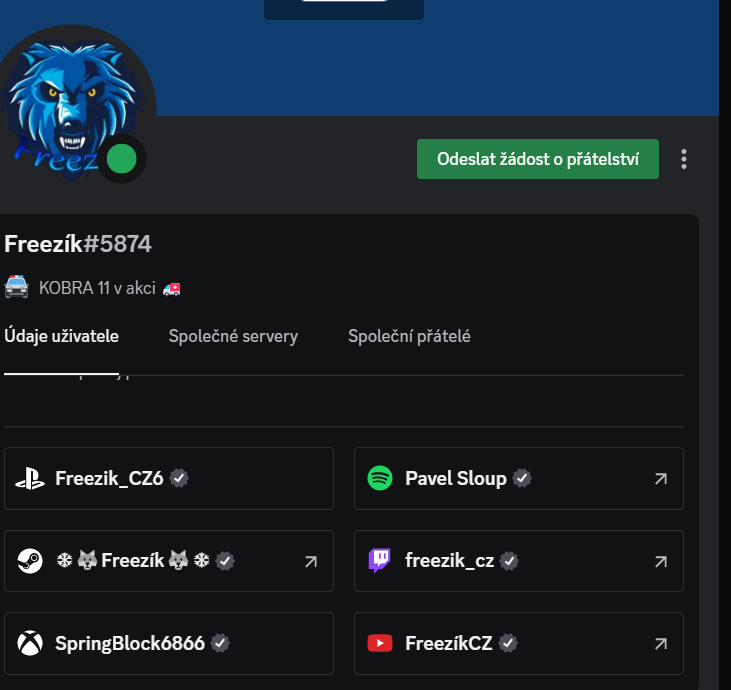 Freez
Odeslat žádost o přátelství
Freezík#5874
KOBRA 11 v akci
Údaje uživatele
Společné servery
Společní přátelé
Freezik_CZ6
Pavel Sloup
Freezík
freezik_cz
SpringBlock6866
FreezíkCZ